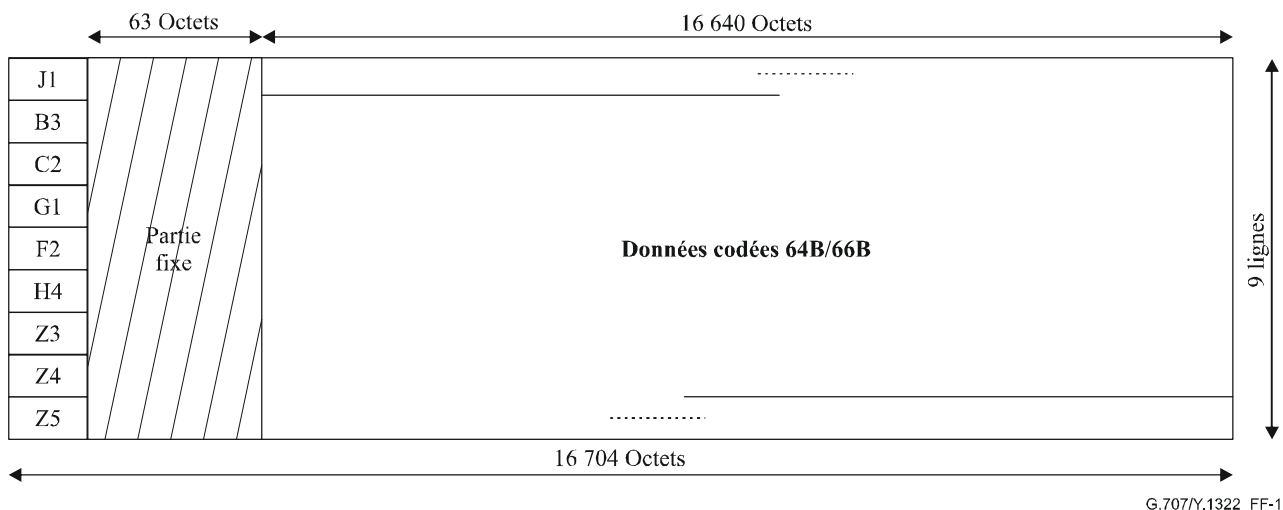 63 Octets
16 640 Octets
J1
B3
C2
G1
F2
H4
Z3
Z4
Z5
Partie
fixe
Données codées 64B/66B
9 lignes
16 704 Octets
G.707/Y.1322 FF-1